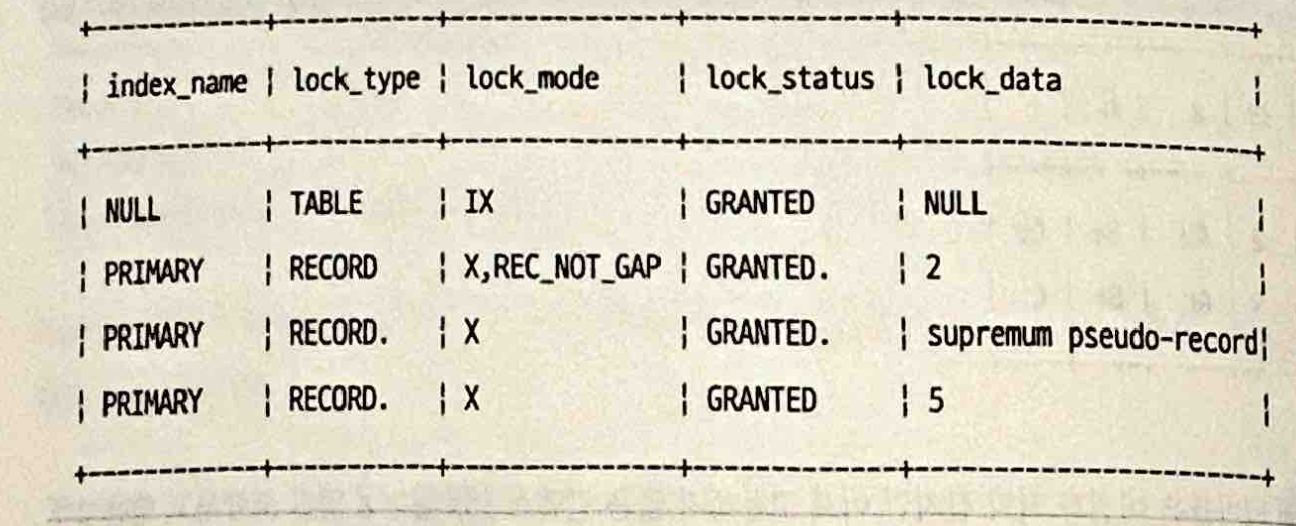 +-----------+-----------+---------------+-------------+-----------------------+
| index_name | lock_type | lock_mode | lock_status | lock_data |
+-----------+-----------+---------------+-------------+-----------------------+
| NULL | TABLE | IX | GRANTED | NULL |
| PRIMARY | RECORD | X,REC_NOT_GAP | GRANTED. | 2 |
| PRIMARY | RECORD. | X | GRANTED. | supremum pseudo-record|
| PRIMARY | RECORD. | X | GRANTED | 5 |
+-----------+-----------+---------------+-------------+-----------------------+